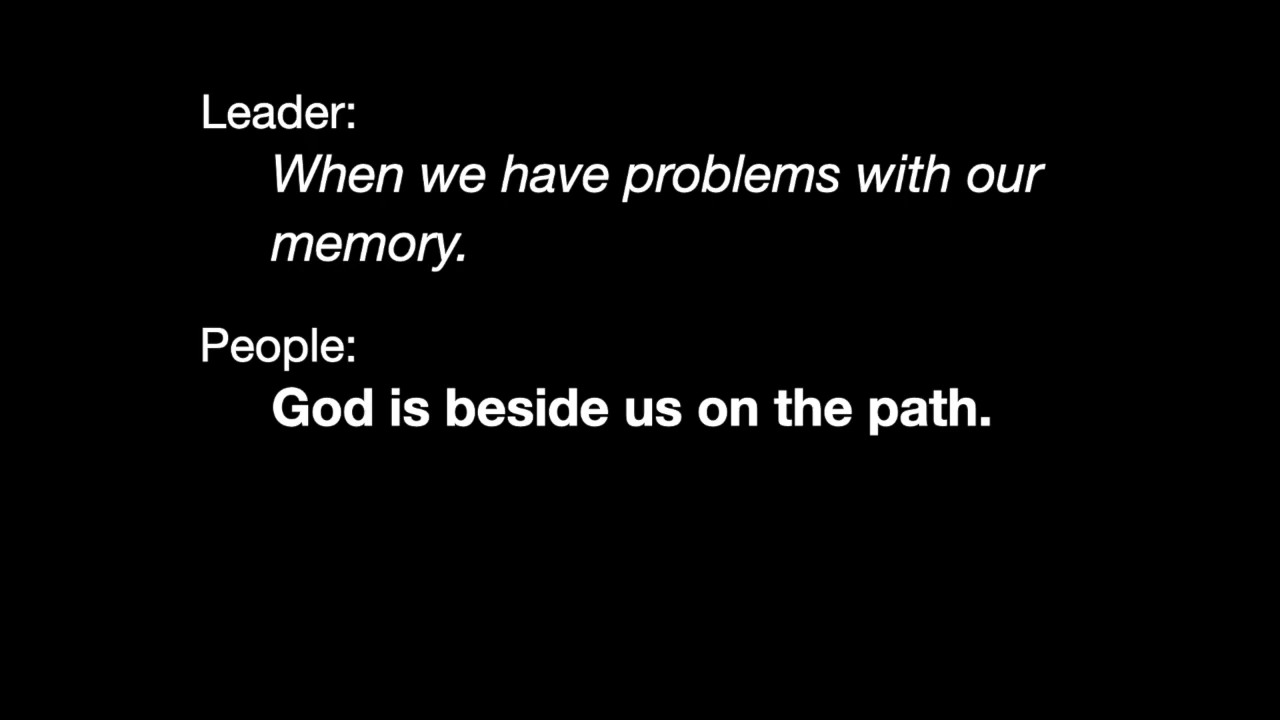 Leader:
When we have problems with our
memory.
People:
God is beside us on the path.